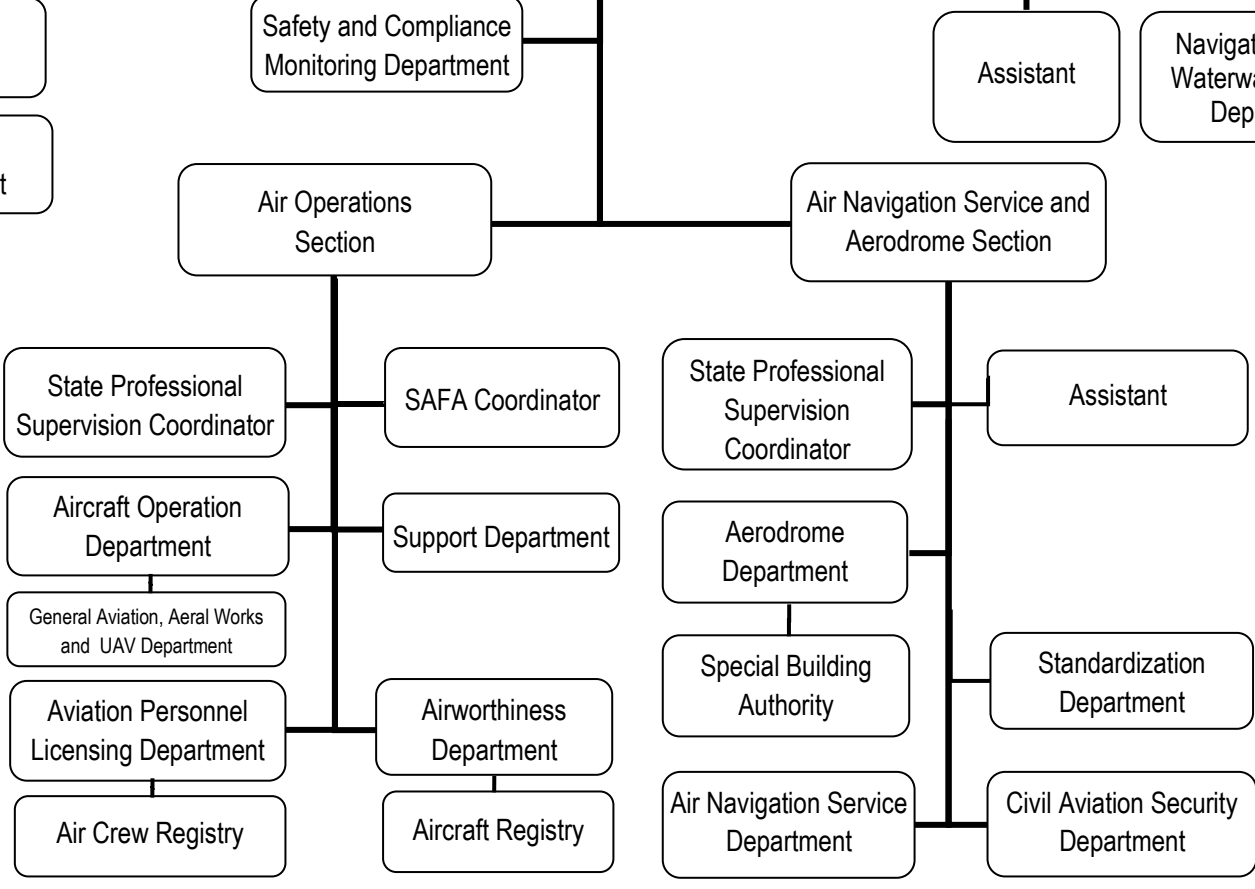 Safety and Compliance
Monitoring Department
Assistant
t
Air Operations
Section
Air Navigation Service and
Aerodrome Section
State Professional
Supervision Coordinator
SAFA Coordinator
State Professional
Supervision
Coordinator
Assistant
Aircraft Operation
Department
Support Department
Aerodrome
Department
General Aviation, Aeral Works
and UAV Department
Special Building
Authority
Standardization
Department
Aviation Personnel
Licensing Department
Airworthiness
Department
Air Crew Registry
Aircraft Registry
Air Navigation Service
Department
Civil Aviation Security
Department